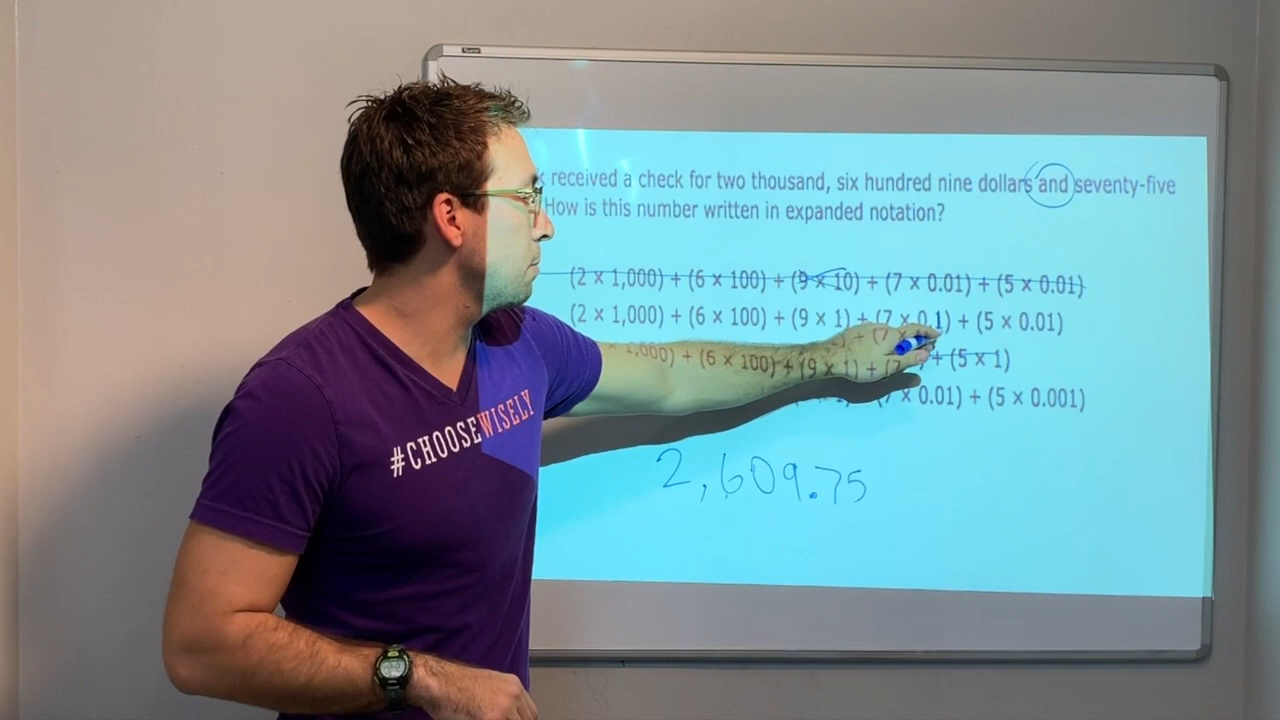 received a check for two thousand, six hundred nine dollars and seventy-five
How is this number written in expanded notation?
(2 × 1,000) + (6 × 100) + (9 × 10) + (7 × 0.01) + (5 × 0.01)
(2 × 1,000) + (6 × 100) + (9 × 1) + (7 × 0.1) + (5 × 0.01)
× 1,000) + (6 × 100) + (9 × 1) + (7 + (5 × 1)
× 0.01) + (5 × 0.001)
#CHOOSEWISELY
2,609.75